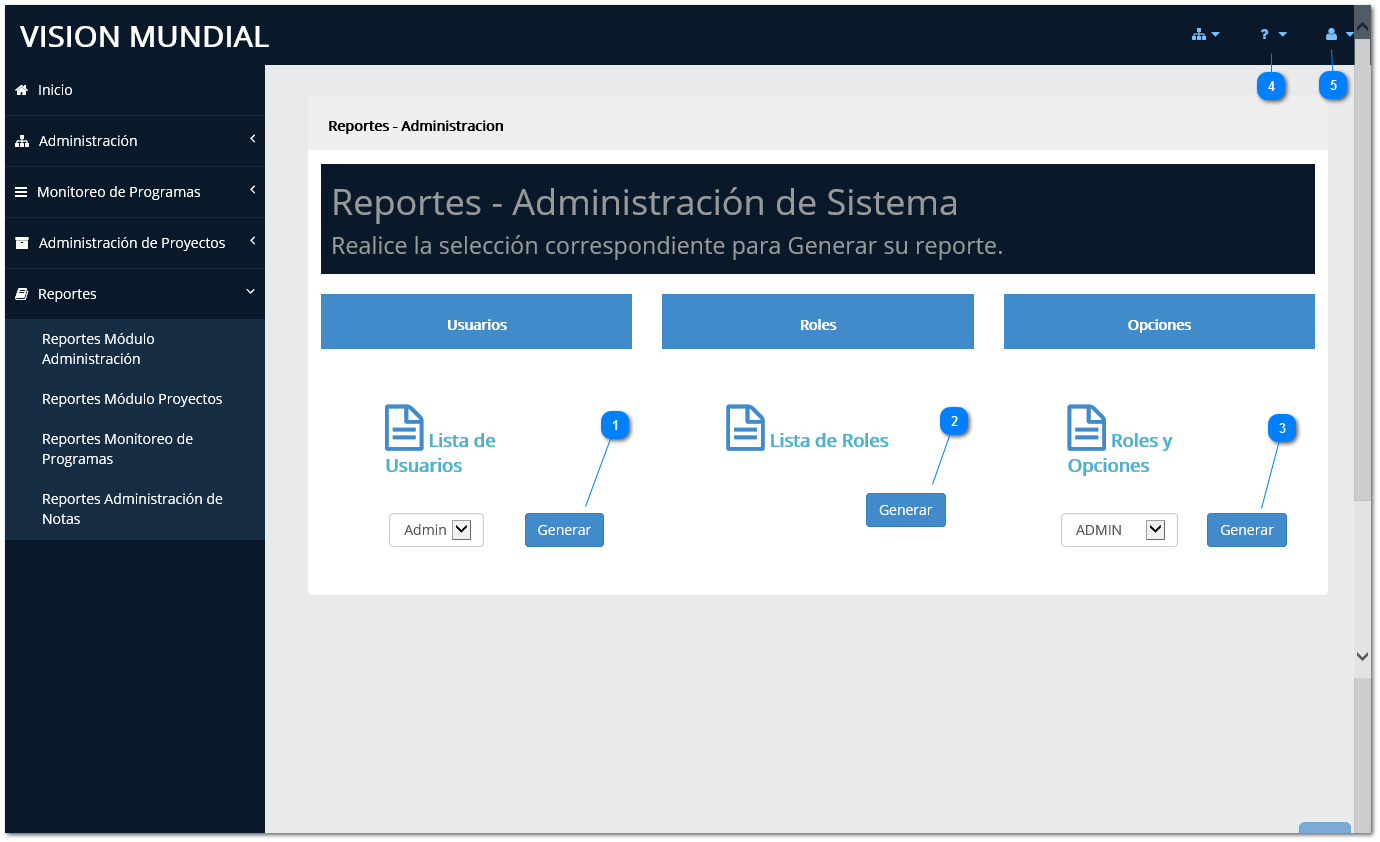 VISION MUNDIAL
?
4
5
Inicio
Administración
Monitoreo de Programas
Administración de Proyectos
Reportes
Reportes Módulo
Administración
Reportes Módulo Proyectos
Reportes Monitoreo de
Programas
Reportes Administración de
Notas
Reportes - Administracion
Reportes - Administración de Sistema
Realice la selección correspondiente para Generar su reporte.
Usuarios
Roles
Opciones
Lista de
Usuarios
1
Admin
Generar
Lista de Roles
2
Generar
Roles y
Opciones
3
ADMIN
Generar